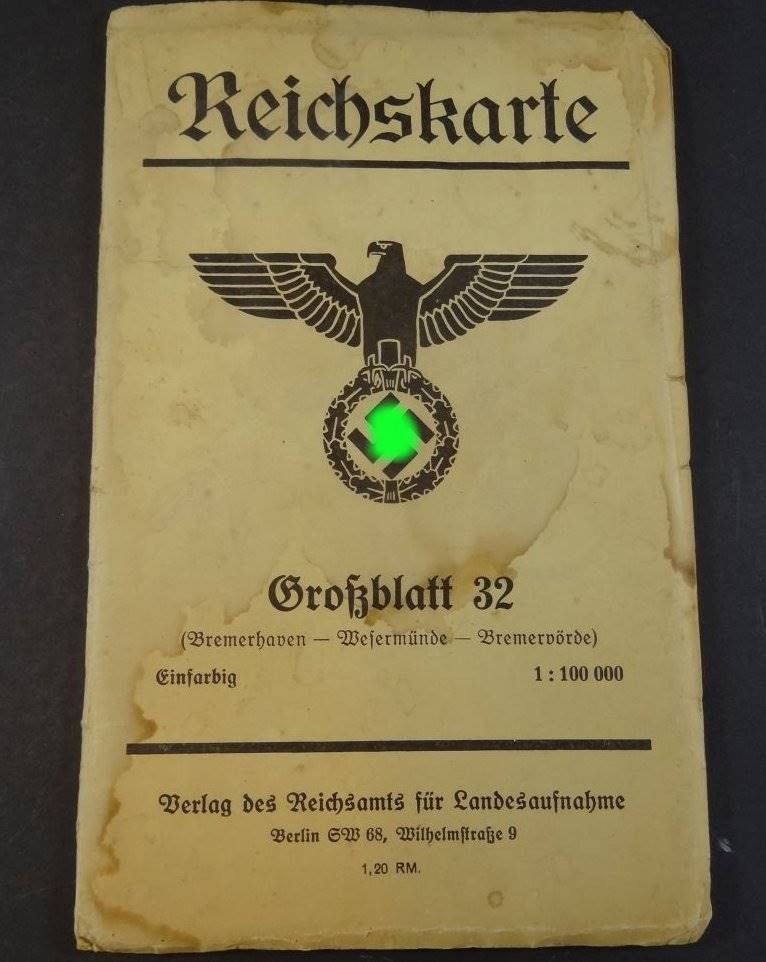 Reichskarte
Großblatt 32
(Bremerhaven — Wesermünde — Bremervörde)
Einfarbig
1 : 100 000
Verlag des Reichsamts für Landesaufnahme
Berlin SW 68, Wilhelmstraße 9
1,20 RM.